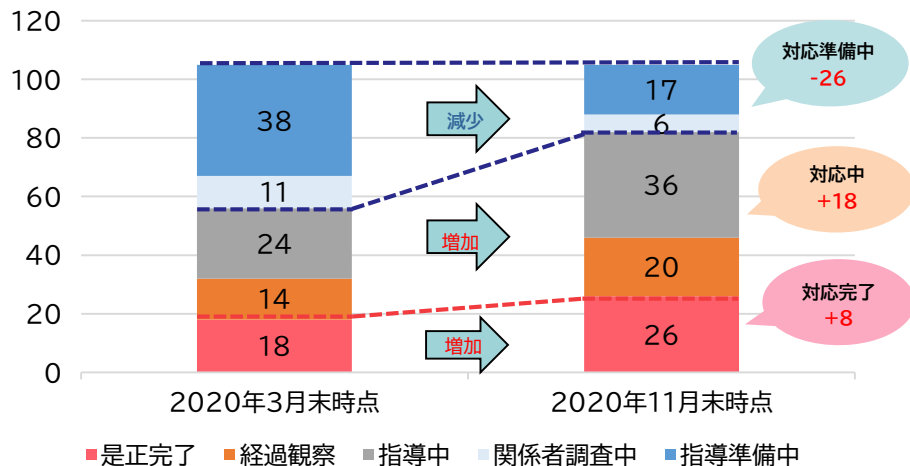 120
100
80
60
40
20
0
38
11
24
14
18
減少
増加
増加
17
6
36
20
26
対応準備中
-26
対応中
+18
対応完了
+8
2020年3月末時点
2020年11月末時点
是正完了
経過観察
指導中
関係者調査中
指導準備中